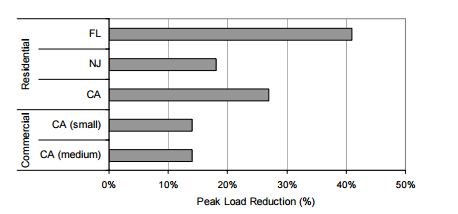 Residential
FL
NJ
CA
Commercial
CA (small)
CA (medium)
0% 10% 20% 30% 40% 50%
Peak Load Reduction (%)